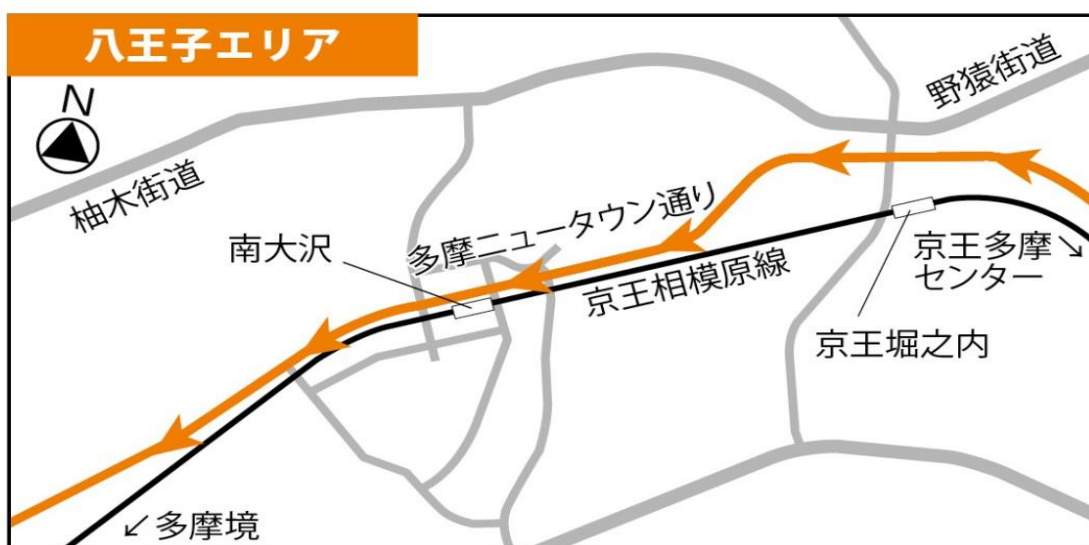 八王子エリア
N
野猿街道
柚木街道
多摩ニュータウン通り
南大沢
京王相模原線
京王多摩↘
センター
京王堀之内
↙多摩境